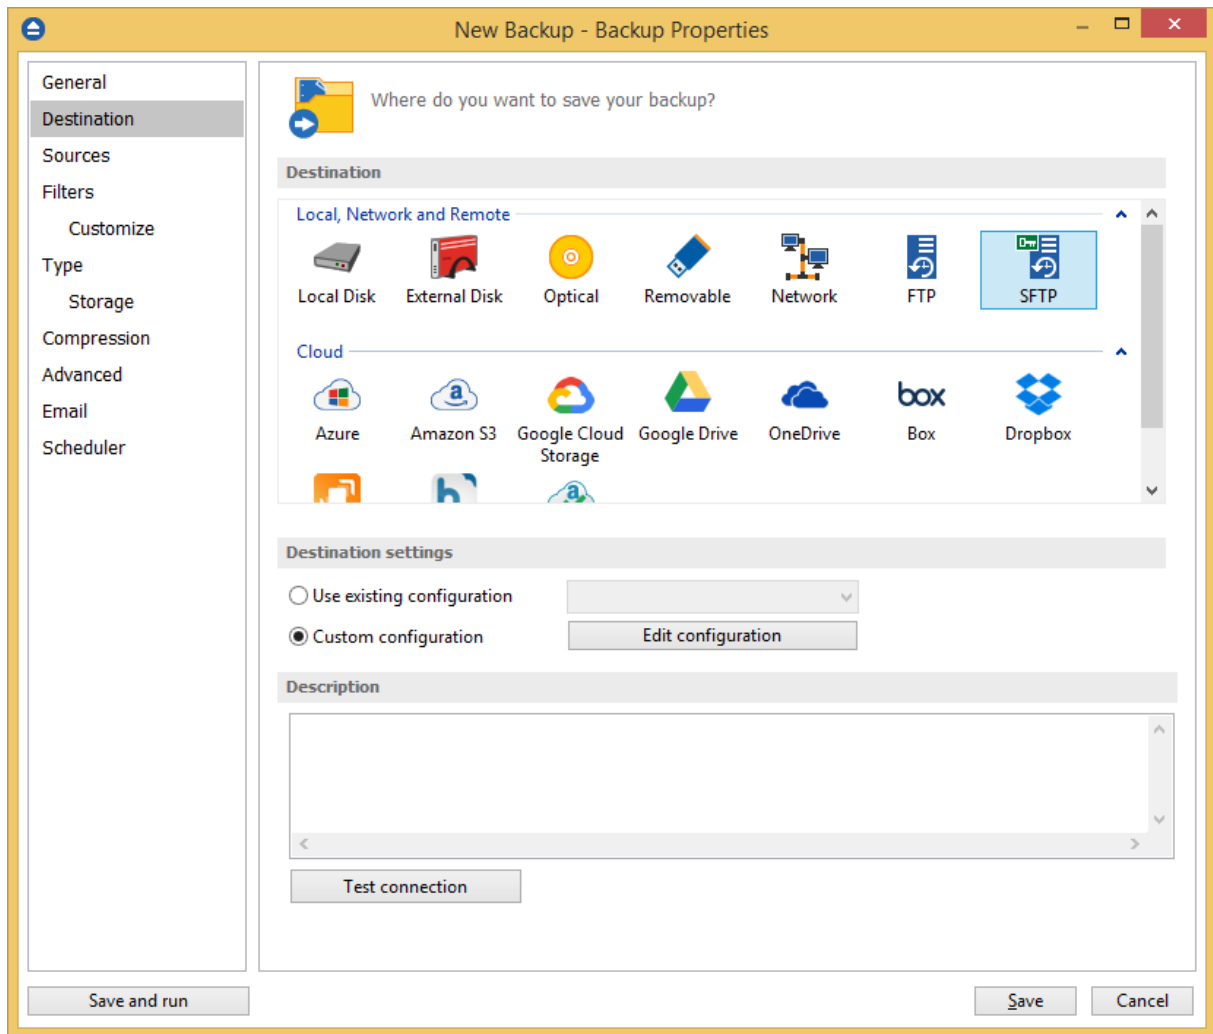 New Backup - Backup Properties
General
Destination
Sources
Filters
Customize
Type
Storage
Compression
Advanced
Email
Scheduler
Where do you want to save your backup?
Destination
Local, Network and Remote
Local Disk External Disk Optical Removable Network FTP SFTP
Cloud
a
box
Azure Amazon S3 Google Cloud Google Drive OneDrive Box Dropbox
Storage
h a
Destination settings
Use existing configuration
Custom configuration Edit configuration
Description
Test connection
Save and run Save Cancel